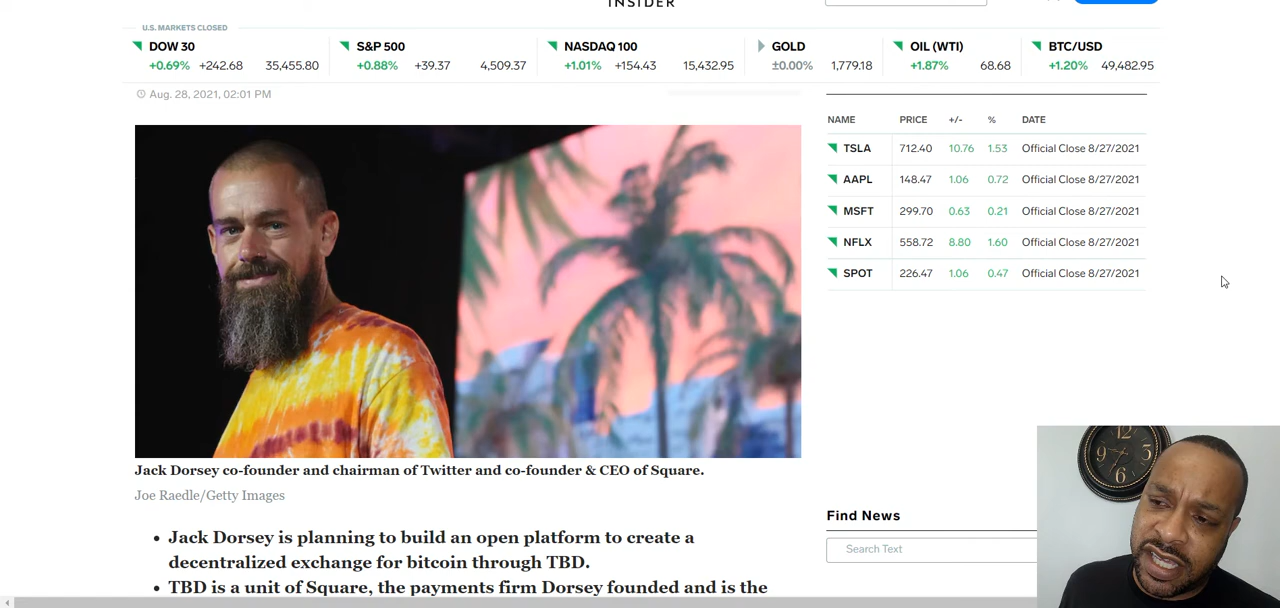 INSIDER
U.S. MARKETS CLOSED
DOW 30
+0.69% +242.68 35,455.80
S&P 500
+0.88% +39.37 4,509.37
NASDAQ 100
+1.01% +154.43 15,432.95
GOLD
±0.00% 1,779.18
OIL (WTI)
+1.87% 68.68
BTC/USD
+1.20% 49,482.95
Aug. 28, 2021, 02:01 PM
Jack Dorsey co-founder and chairman of Twitter and co-founder & CEO of Square.
Joe Raedle/Getty Images
• Jack Dorsey is planning to build an open platform to create a
decentralized exchange for bitcoin through TBD.
• TBD is a unit of Square, the payments firm Dorsey founded and is the
NAME PRICE +/- % DATE
TSLA 712.40 10.76 1.53 Official Close 8/27/2021
AAPL 148.47 1.06 0.72 Official Close 8/27/2021
MSFT 299.70 0.63 0.21 Official Close 8/27/2021
NFLX 558.72 8.80 1.60 Official Close 8/27/2021
SPOT 226.47 1.06 0.47 Official Close 8/27/2021
Find News
Search Text
12
3
6
9